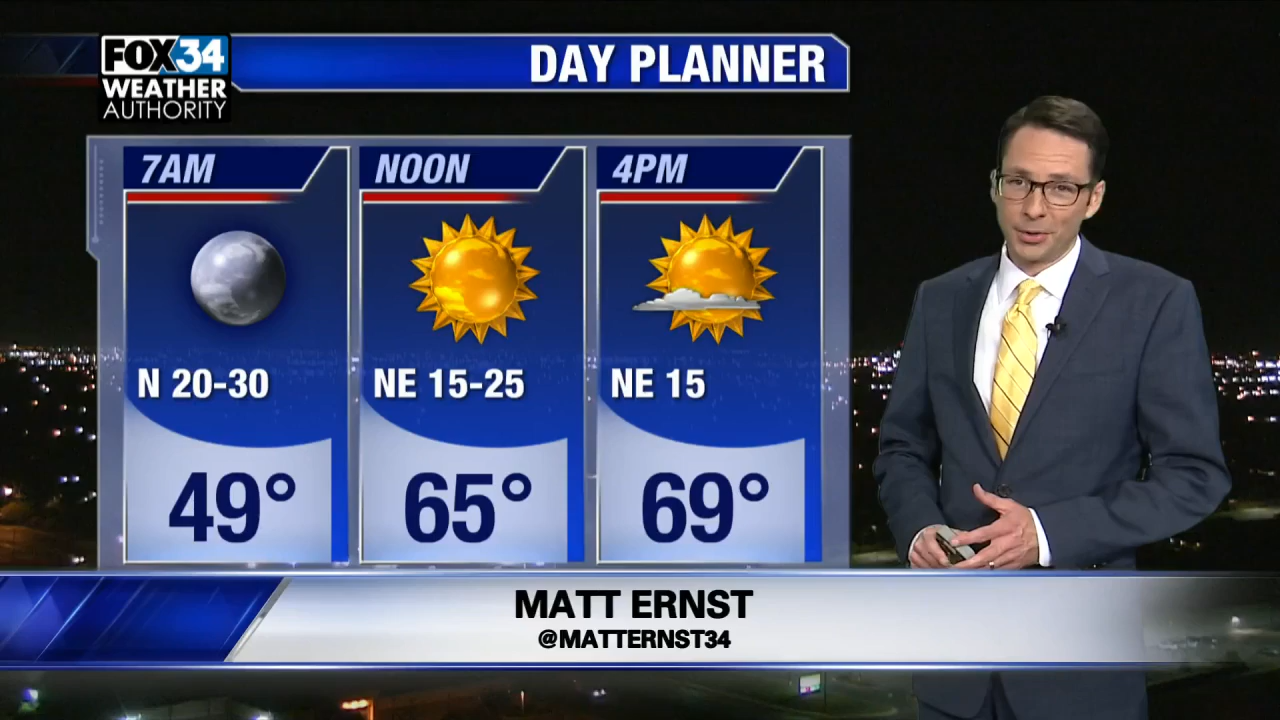 FOX34
WEATHER
AUTHORITY
DAY PLANNER
7AM
NOON
4PM
N 20-30
NE 15-25
NE 15
49°
65°
69°
MATT ERNST
@MATTERNST34